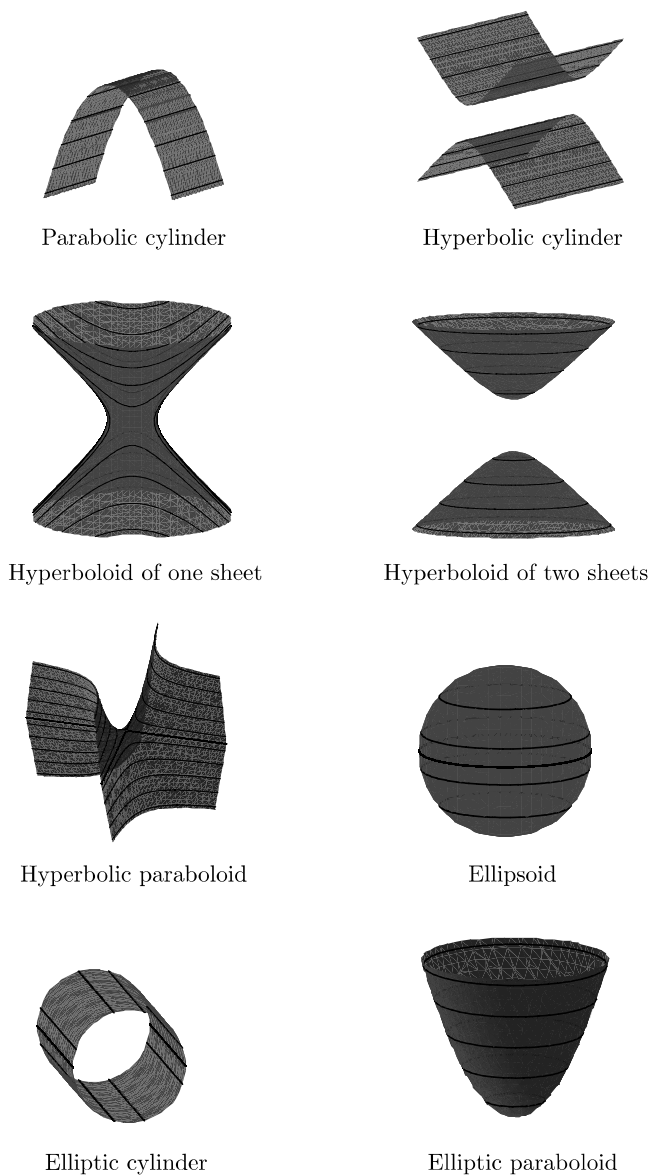 Parabolic cylinder
Hyperbolic cylinder
Hyperboloid of one sheet
Hyperboloid of two sheets
Hyperbolic paraboloid
Ellipsoid
Elliptic cylinder
Elliptic paraboloid